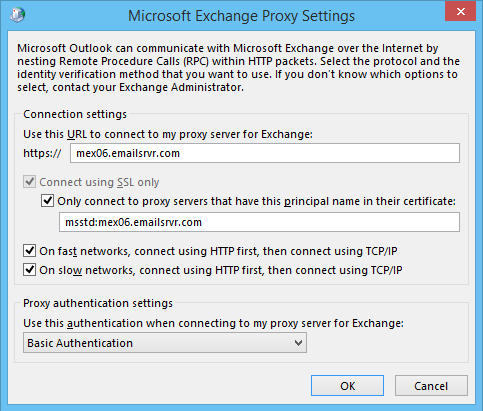 Microsoft Exchange Proxy Settings
Microsoft Outlook can communicate with Microsoft Exchange over the Internet by
nesting Remote Procedure Calls (RPC) within HTTP packets. Select the protocol and the
identity verification method that you want to use. If you don't know which options to
select, contact your Exchange Administrator.
Connection settings
Use this URL to connect to my proxy server for Exchange:
https:// mex06.emailsrvr.com
Connect using SSL only
Only connect to proxy servers that have this principal name in their certificate:
msstd:mex06.emailsrvr.com
On fast networks, connect using HTTP first, then connect using TCP/IP
On slow networks, connect using HTTP first, then connect using TCP/IP
Proxy authentication settings
Use this authentication when connecting to my proxy server for Exchange:
Basic Authentication
OK Cancel